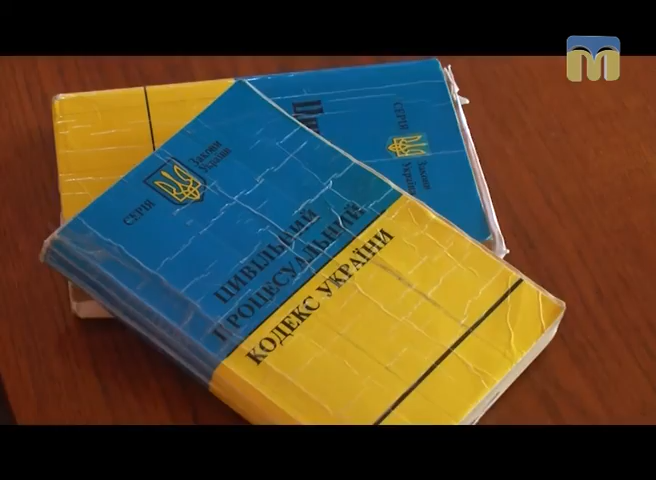 СЕРІЯ
Закони
України
ЦИВІЛЬНИЙ
ПРОЦЕСУАЛЬНИЙ
КОДЕКС УКРАЇНИ
СЕРІЯ
Закони
України